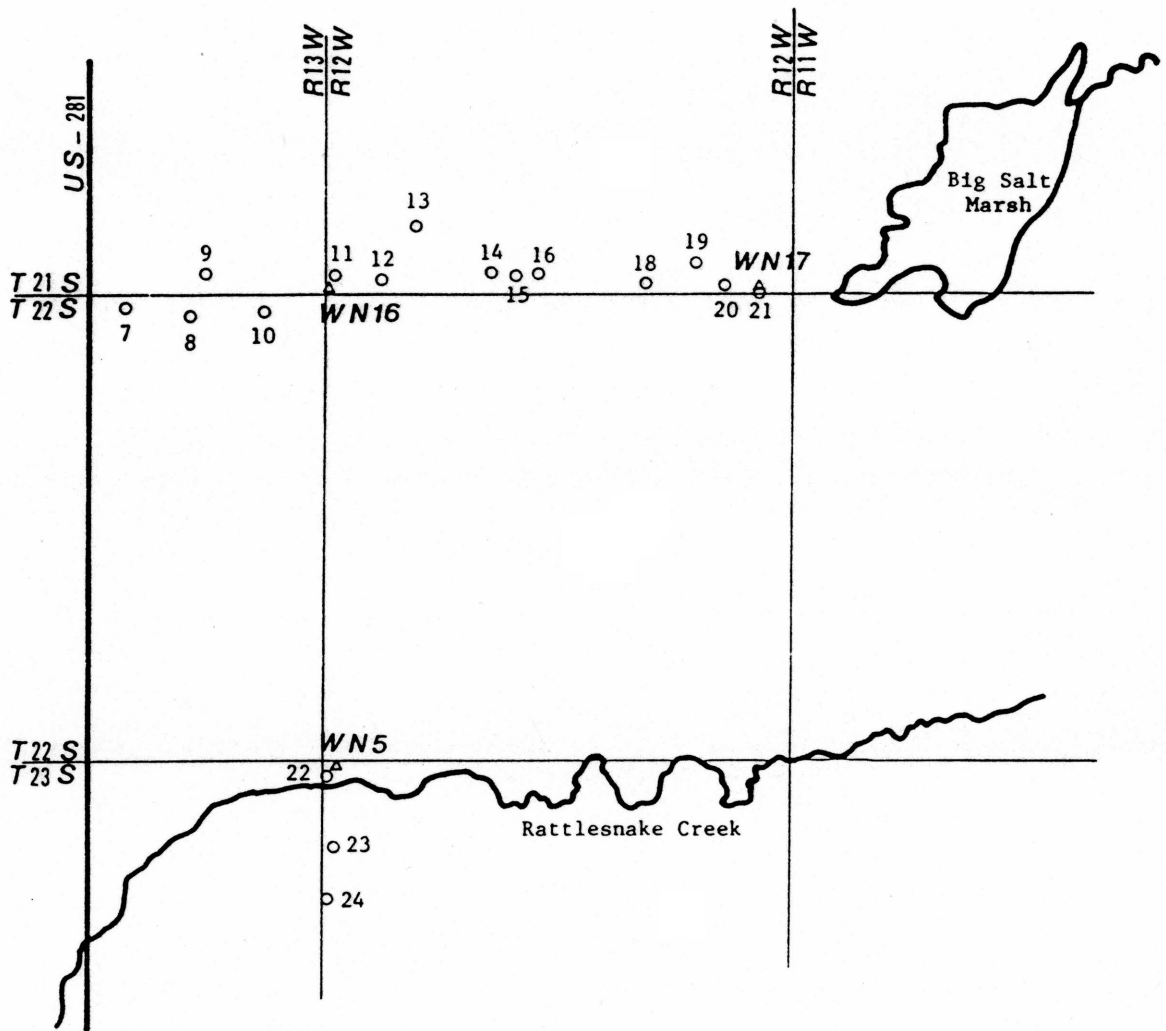 R13W
R12W
R12W
R11W
US-281
Big Salt
Marsh
13
9
11
12
14
16
19
18
WN17
T21S
T22S
WN16
15
20
21
7
8
10
WN5
T22S
T23S
22
Rattlesnake Creek
23
24